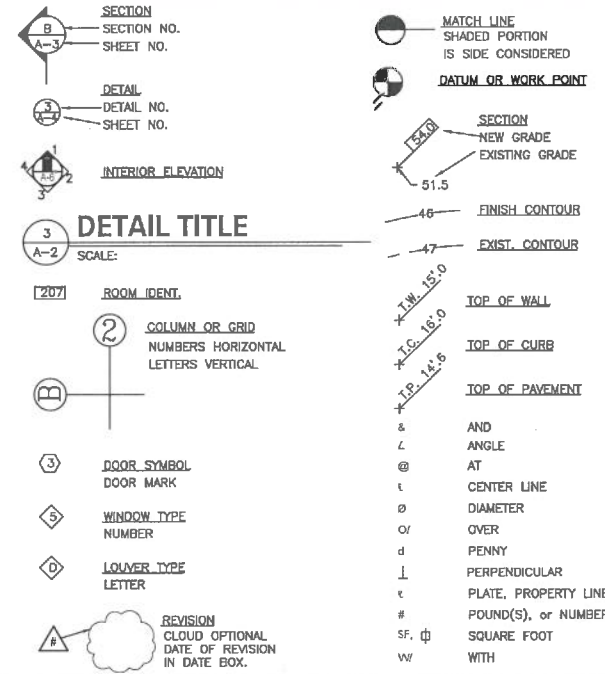 SECTION
B SECTION NO.
A-3 SHEET NO.
DETAIL
3 DETAIL NO.
A-4 SHEET NO.
1
4 A-6 2 INTERIOR ELEVATION
3
3 DETAIL TITLE
A-2 SCALE:
207 ROOM IDENT.
2 COLUMN OR GRID
NUMBERS HORIZONTAL
LETTERS VERTICAL
B
3 DOOR SYMBOL
DOOR MARK
5 WINDOW TYPE
NUMBER
D LOUVER TYPE
LETTER
REVISION
# CLOUD OPTIONAL
DATE OF REVISION
IN DATE BOX.
MATCH LINE
SHADED PORTION
IS SIDE CONSIDERED
DATUM OR WORK POINT
SECTION
54.0 NEW GRADE
EXISTING GRADE
51.5
46 FINISH CONTOUR
47 EXIST. CONTOUR
T.W. 15'.0 TOP OF WALL
T.C. 16'.0 TOP OF CURB
T.P. 14'.6 TOP OF PAVEMENT
& AND
∠ ANGLE
@ AT
CENTER LINE
Ø DIAMETER
O/ OVER
d PENNY
⊥ PERPENDICULAR
PLATE, PROPERTY LINE
# POUND(S), or NUMBER
SF. SQUARE FOOT
W/ WITH